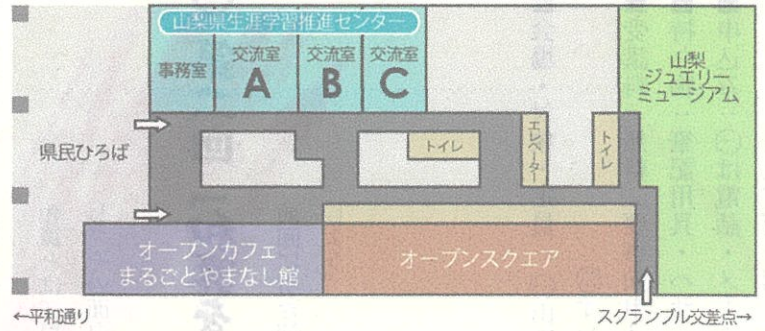 山梨県生涯学習推進センター
事務室
交流室
A
交流室
B
交流室
C
山梨
ジュエリー
ミュージアム
県民ひろば
トイレ
エレベーター
トイレ
オープンカフェ
まるごとやまなし館
オープンスクエア
←平和通り
スクランブル交差点→